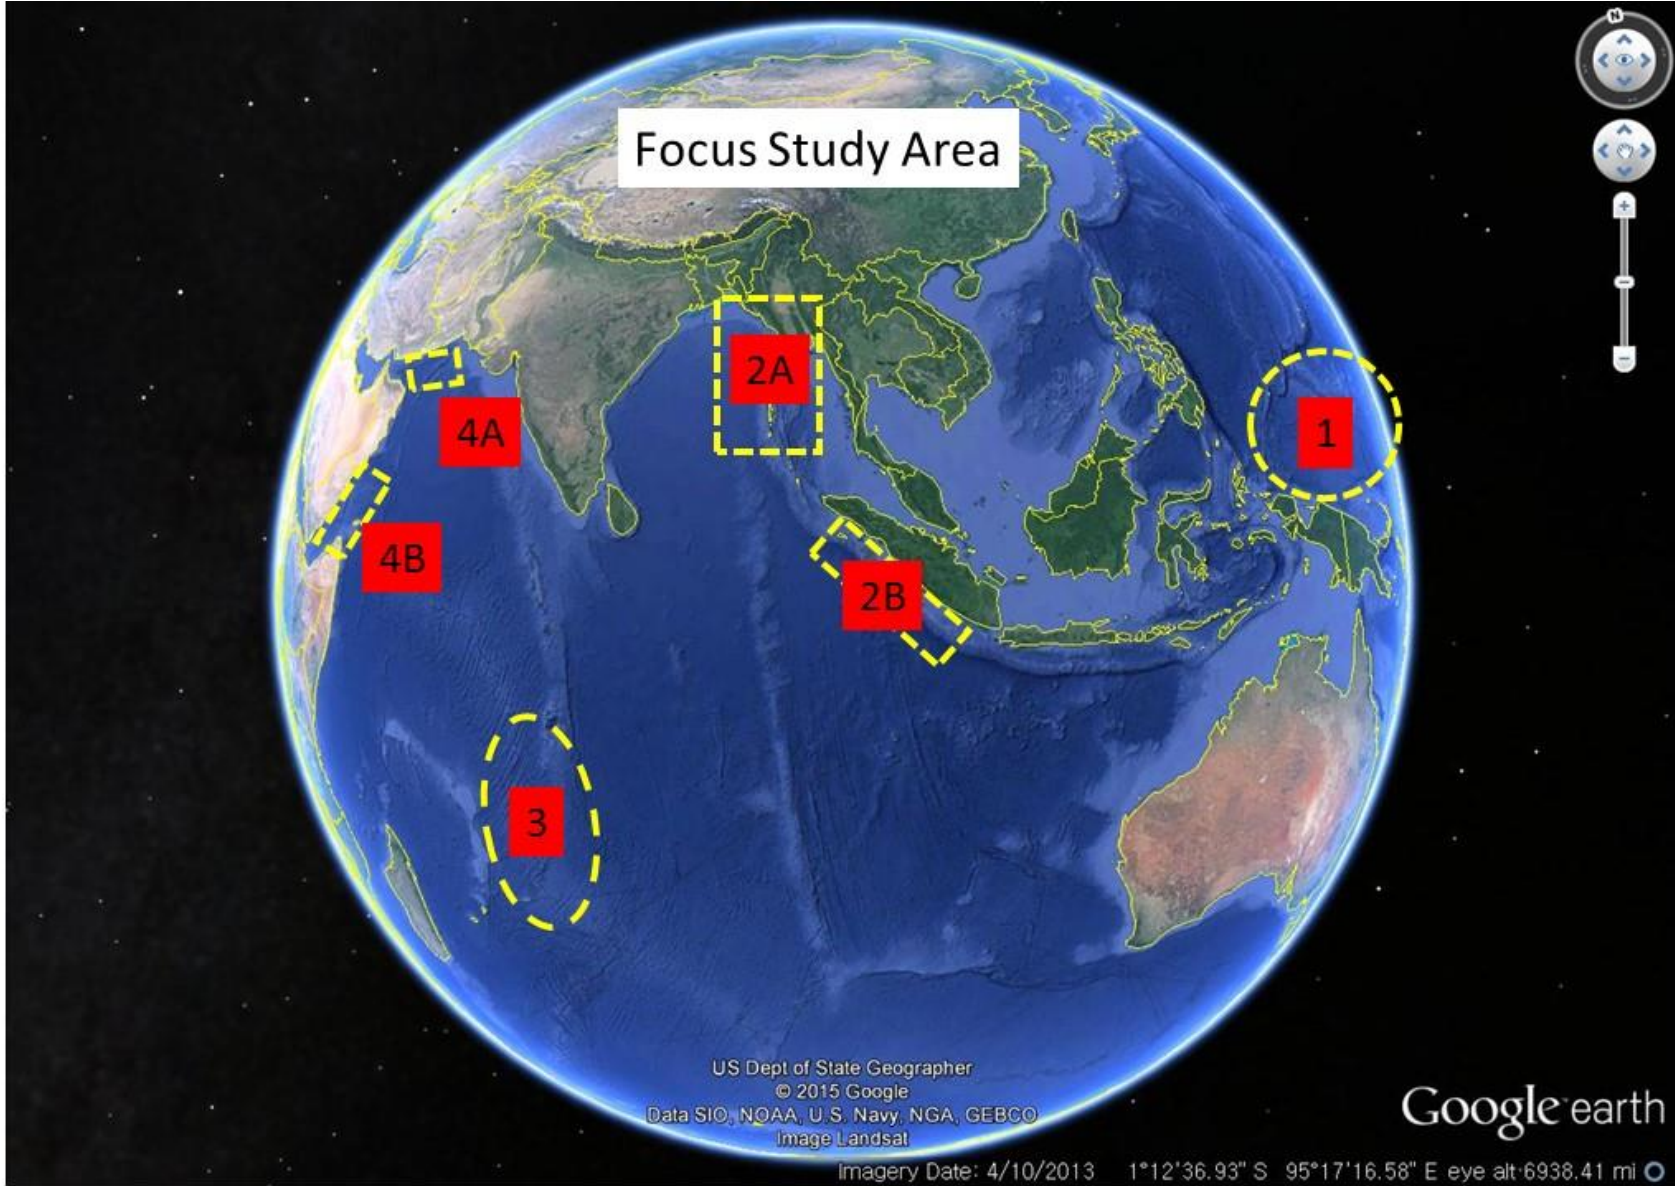 N
Focus Study Area
2A
1
4A
4B
2B
3
US Dept of State Geographer
© 2015 Google
Data SIO, NOAA, U.S. Navy, NGA, GEBCO
Image Landsat
Google earth
Imagery Date: 4/10/2013 1°12'36.93" S 95°17'16.58" E eye alt 6938.41 mi